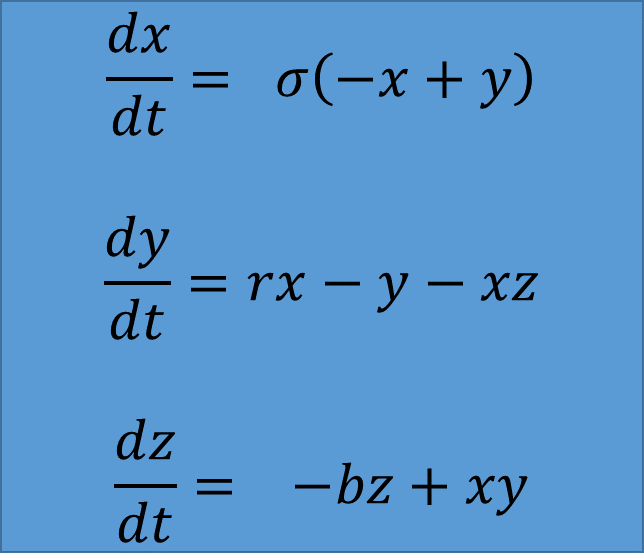 dx/dt = σ(−x + y)
dy/dt = rx − y − xz
dz/dt = −bz + xy